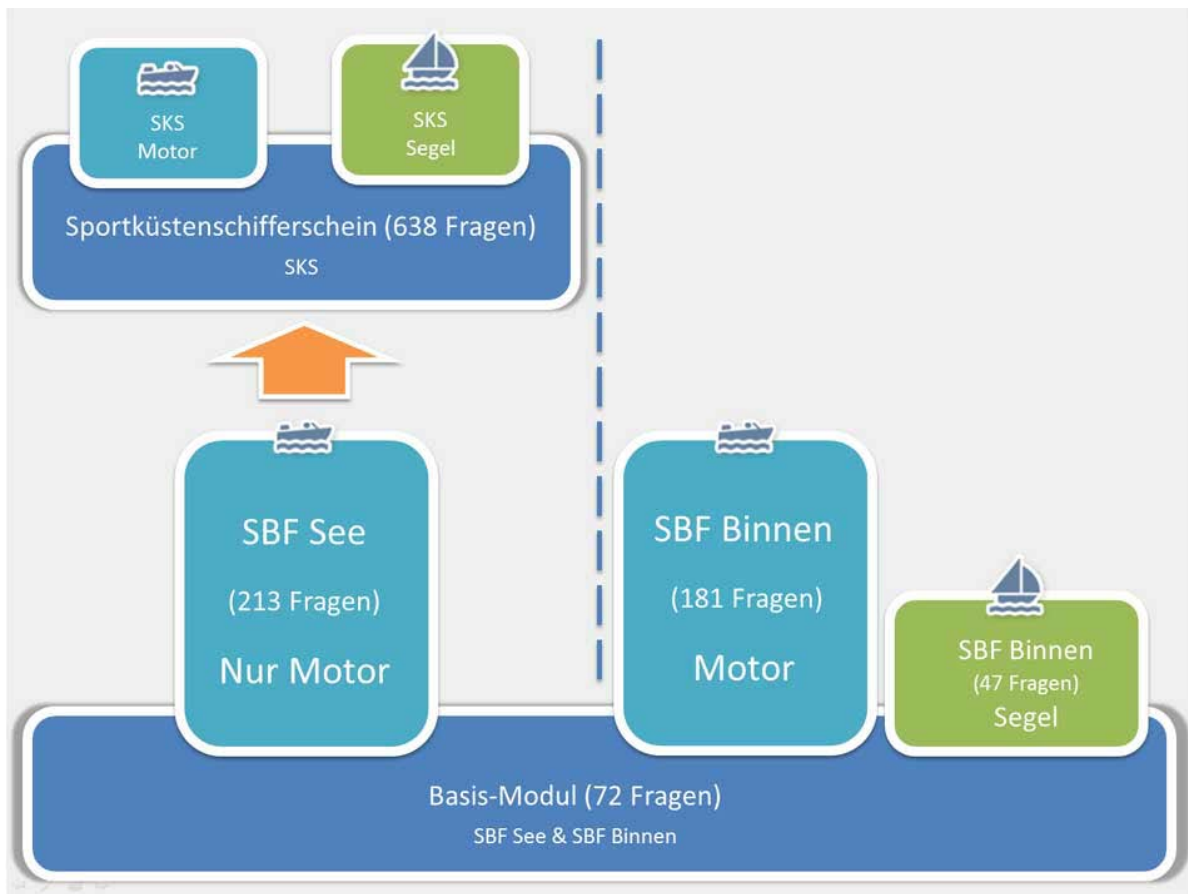 SKS
Motor
SKS
Segel
Sportküstenschifferschein (638 Fragen)
SKS
SBF See
(213 Fragen)
Nur Motor
SBF Binnen
(181 Fragen)
Motor
SBF Binnen
(47 Fragen)
Segel
Basis-Modul (72 Fragen)
SBF See & SBF Binnen